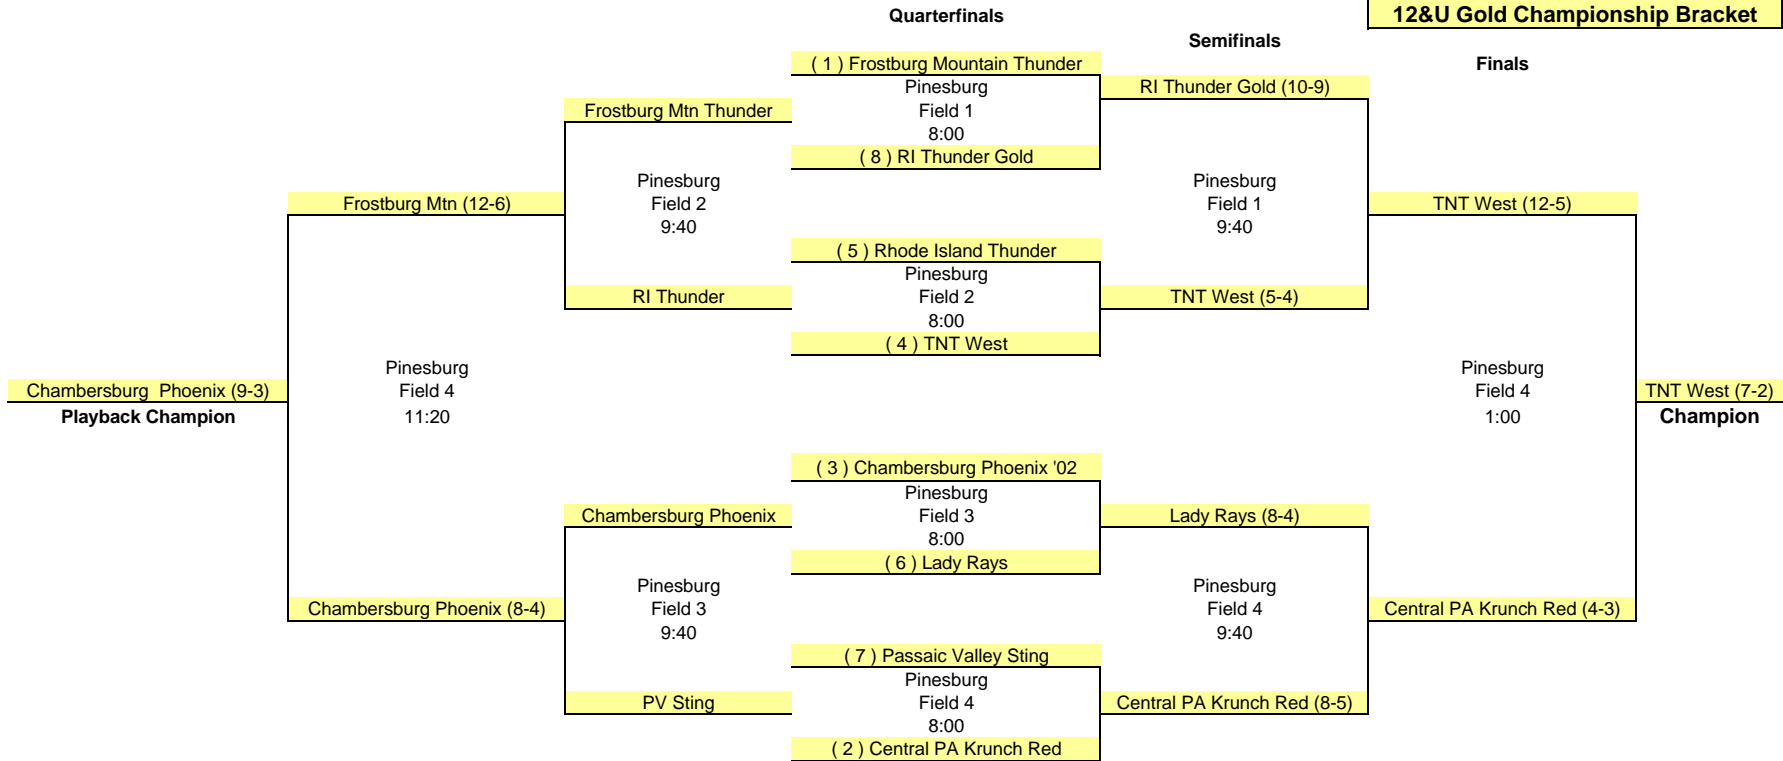 12&U Gold Championship Bracket
Quarterfinals
Semifinals
Finals
( 1 ) Frostburg Mountain Thunder
Pinesburg
Field 1
8:00
( 8 ) RI Thunder Gold
RI Thunder Gold (10-9)
Frostburg Mtn Thunder
Pinesburg
Field 2
9:40
RI Thunder
Frostburg Mtn (12-6)
Pinesburg
Field 1
9:40
TNT West (12-5)
( 5 ) Rhode Island Thunder
Pinesburg
Field 2
8:00
( 4 ) TNT West
TNT West (5-4)
Pinesburg
Field 4
11:20
Chambersburg  Phoenix (9-3)
Playback Champion
Pinesburg
Field 4
1:00
TNT West (7-2)
Champion
( 3 ) Chambersburg Phoenix '02
Pinesburg
Field 3
8:00
( 6 ) Lady Rays
Chambersburg Phoenix
Lady Rays (8-4)
Pinesburg
Field 3
9:40
Chambersburg Phoenix (8-4)
Pinesburg
Field 4
9:40
Central PA Krunch Red (4-3)
( 7 ) Passaic Valley Sting
Pinesburg
Field 4
8:00
( 2 ) Central PA Krunch Red
PV Sting
Central PA Krunch Red (8-5)